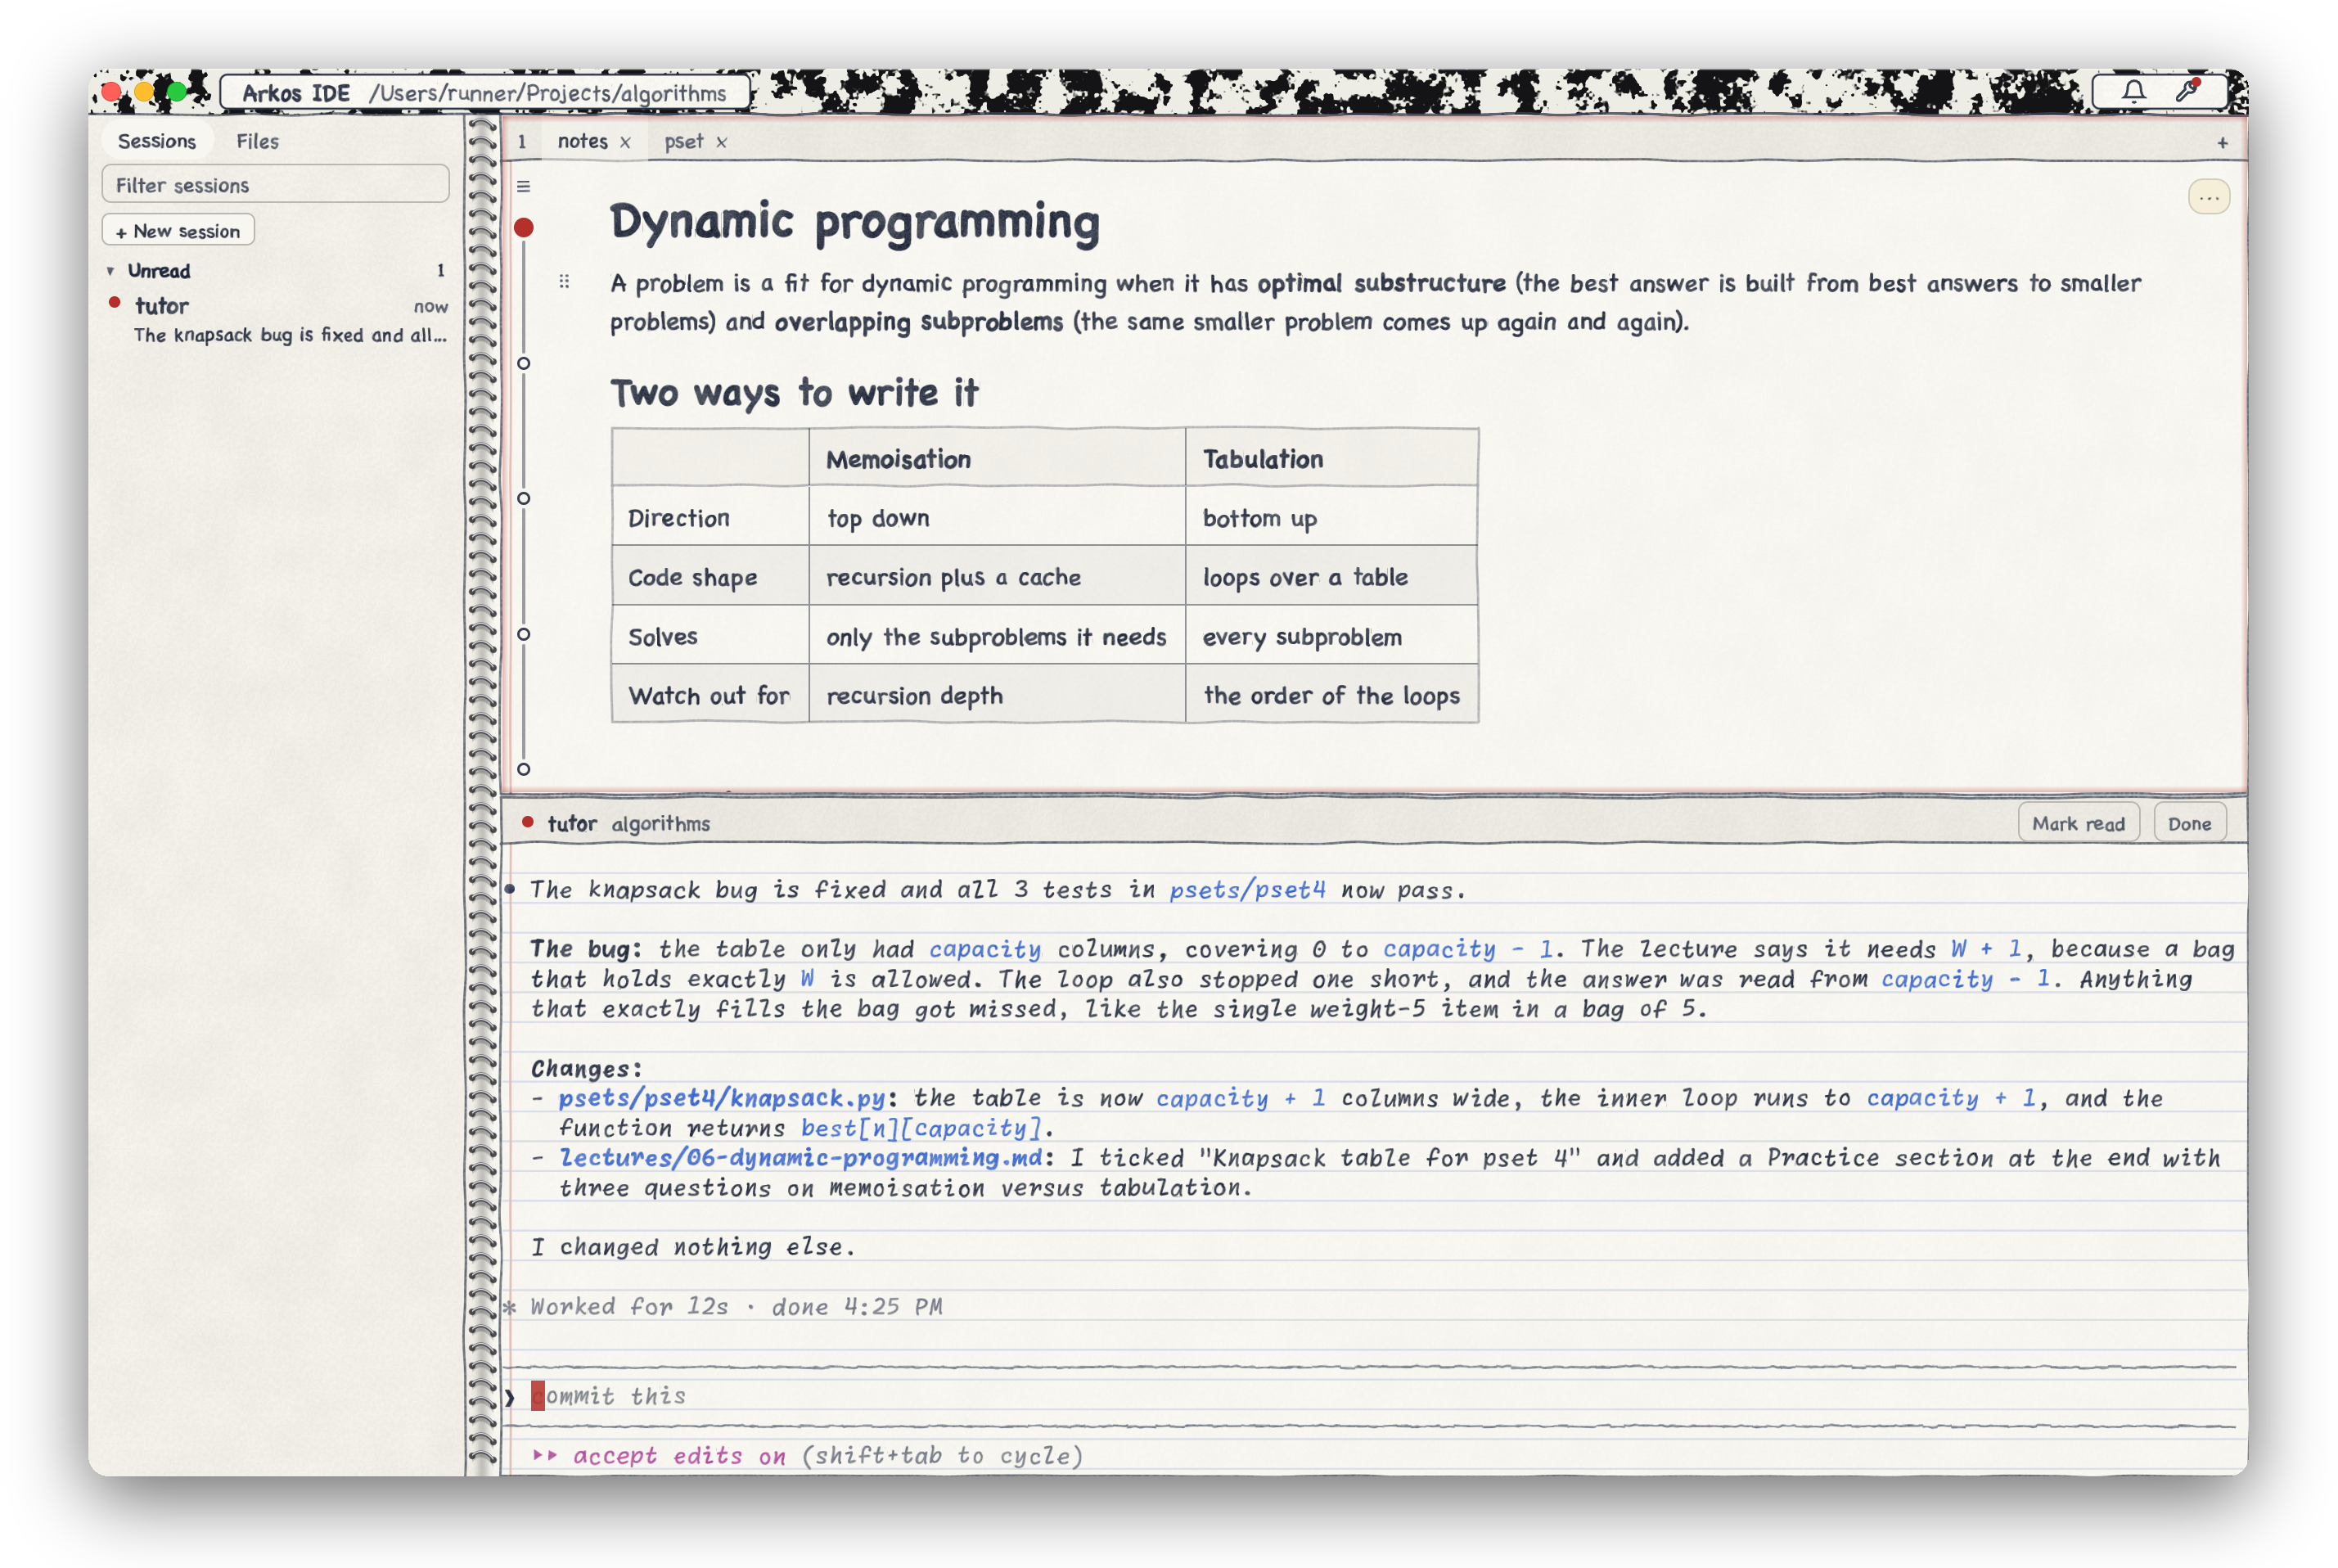 Arkos IDE /Users/runner/Projects/algorithms
Sessions Files
Filter sessions
+ New session
Unread 1
tutor now
The knapsack bug is fixed and all...
1 notes x pset x +
Dynamic programming
A problem is a fit for dynamic programming when it has optimal substructure (the best answer is built from best answers to smaller
problems) and overlapping subproblems (the same smaller problem comes up again and again).
Two ways to write it
Memoisation Tabulation
Direction top down bottom up
Code shape recursion plus a cache loops over a table
Solves only the subproblems it needs every subproblem
Watch out for recursion depth the order of the loops
tutor algorithms Mark read Done
The knapsack bug is fixed and all 3 tests in psets/pset4 now pass.
The bug: the table only had capacity columns, covering 0 to capacity - 1. The lecture says it needs W + 1, because a bag
that holds exactly W is allowed. The loop also stopped one short, and the answer was read from capacity - 1. Anything
that exactly fills the bag got missed, like the single weight-5 item in a bag of 5.
Changes:
- psets/pset4/knapsack.py: the table is now capacity + 1 columns wide, the inner loop runs to capacity + 1, and the
function returns best[n][capacity].
- lectures/06-dynamic-programming.md: I ticked "Knapsack table for pset 4" and added a Practice section at the end with
three questions on memoisation versus tabulation.
I changed nothing else.
* Worked for 12s · done 4:25 PM
❯ commit this
▸▸ accept edits on (shift+tab to cycle)